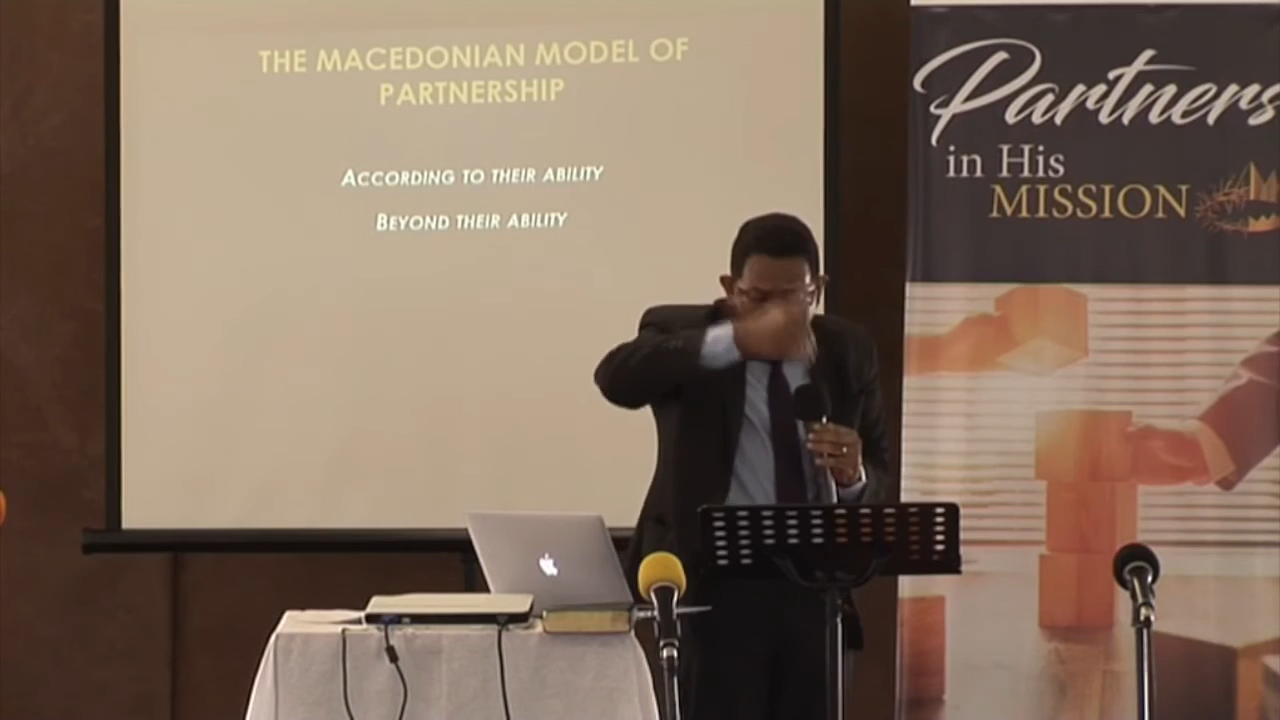 THE MACEDONIAN MODEL OF
PARTNERSHIP
ACCORDING TO THEIR ABILITY
BEYOND THEIR ABILITY
Partners
in His
MISSION